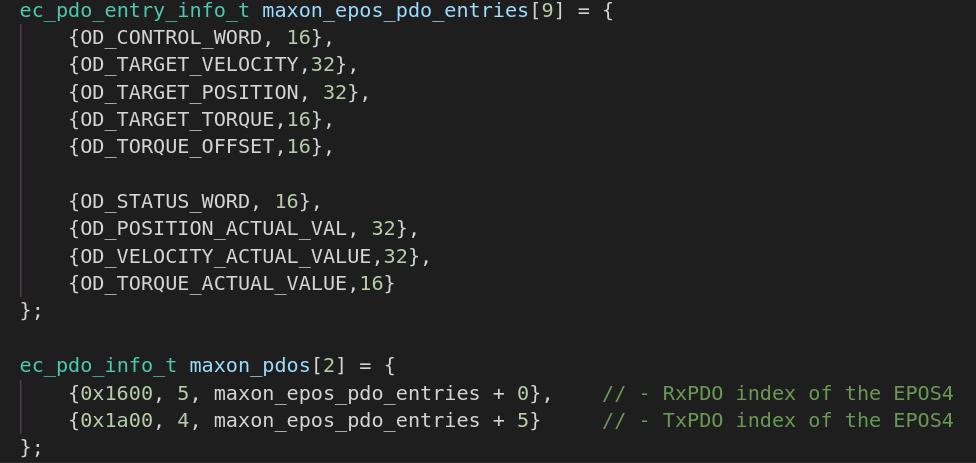 ec_pdo_entry_info_t maxon_epos_pdo_entries[9] = {
    {OD_CONTROL_WORD, 16},
    {OD_TARGET_VELOCITY,32},
    {OD_TARGET_POSITION, 32},
    {OD_TARGET_TORQUE,16},
    {OD_TORQUE_OFFSET,16},

    {OD_STATUS_WORD, 16},
    {OD_POSITION_ACTUAL_VAL, 32},
    {OD_VELOCITY_ACTUAL_VALUE,32},
    {OD_TORQUE_ACTUAL_VALUE,16}
};

ec_pdo_info_t maxon_pdos[2] = {
    {0x1600, 5, maxon_epos_pdo_entries + 0},    // - RxPDO index of the EPOS4
    {0x1a00, 4, maxon_epos_pdo_entries + 5}     // - TxPDO index of the EPOS4
};